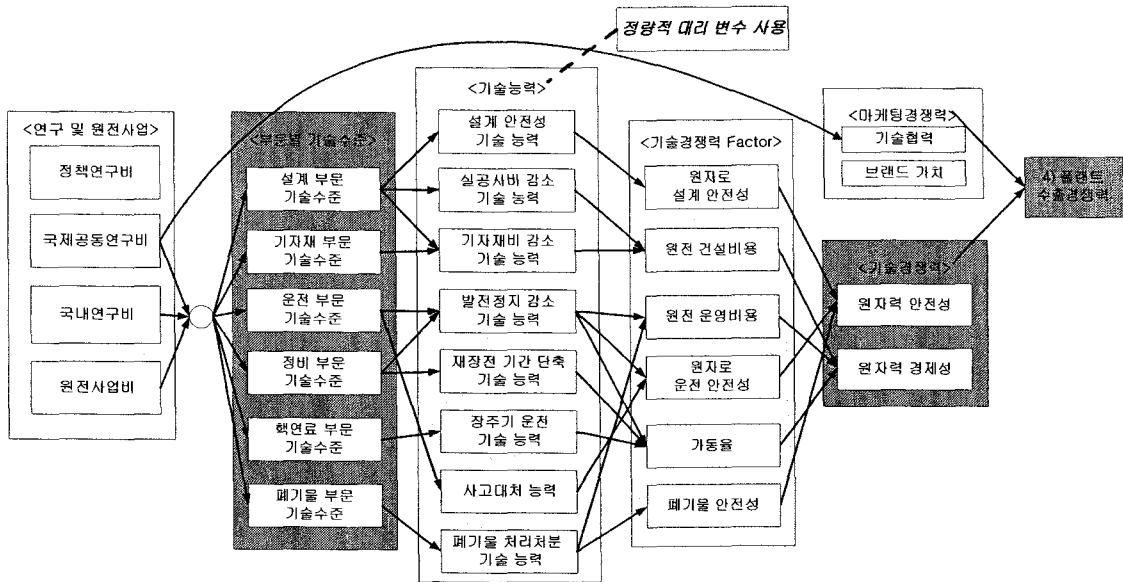 정량적 대리 변수 사용
<연구 및 원전사업>
정책연구비
국제공동연구비
국내연구비
원전사업비
<부문별 기술수준>
설계 부문
기술수준
기자재 부문
기술수준
운전 부문
기술수준
정비 부문
기술수준
핵연료 부문
기술수준
폐기물 부문
기술수준
<기술능력>
설계 안전성
기술 능력
실공사비 감소
기술 능력
기자재비 감소
기술 능력
발전정지 감소
기술 능력
재장전 기간 단축
기술 능력
장주기 운전
기술 능력
사고대처 능력
폐기물 처리처분
기술 능력
<기술경쟁력 Factor>
원자로
설계 안전성
원전 건설비용
원전 운영비용
원자로
운전 안전성
가동율
폐기물 안전성
<마케팅경쟁력>
기술협력
브랜드 가치
<기술경쟁력>
원자력 안전성
원자력 경제성
4) 플랜트
수출경쟁력